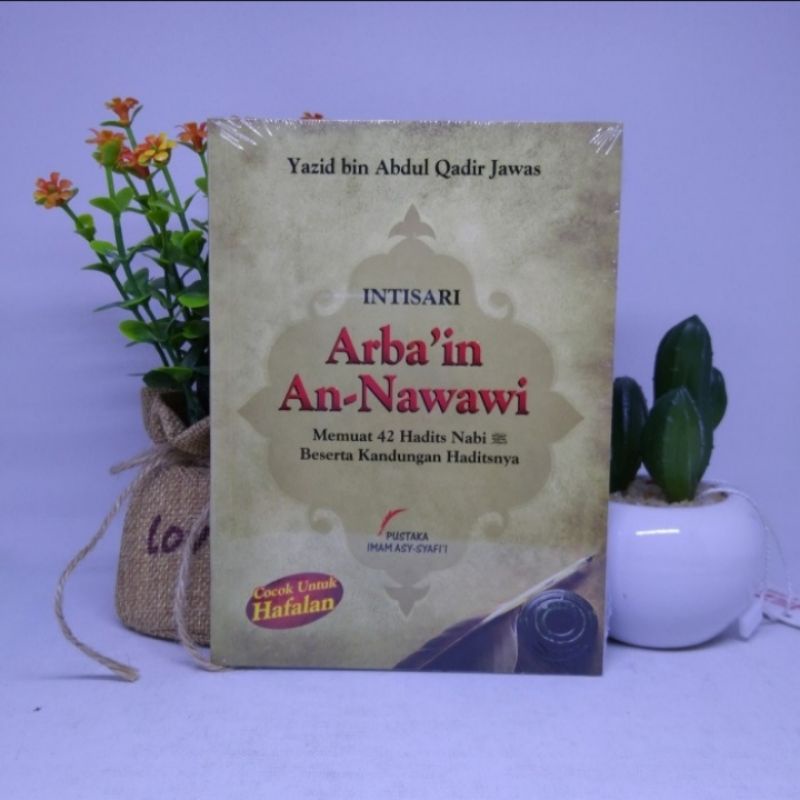 Yazid bin Abdul Qadir Jawas
INTISARI
Arba'in
An-Nawawi
Memuat 42 Hadits Nabi ﷺ
Beserta Kandungan Haditsnya
PUSTAKA
IMAM ASY-SYAFI'I
Cocok Untuk
Hafalan